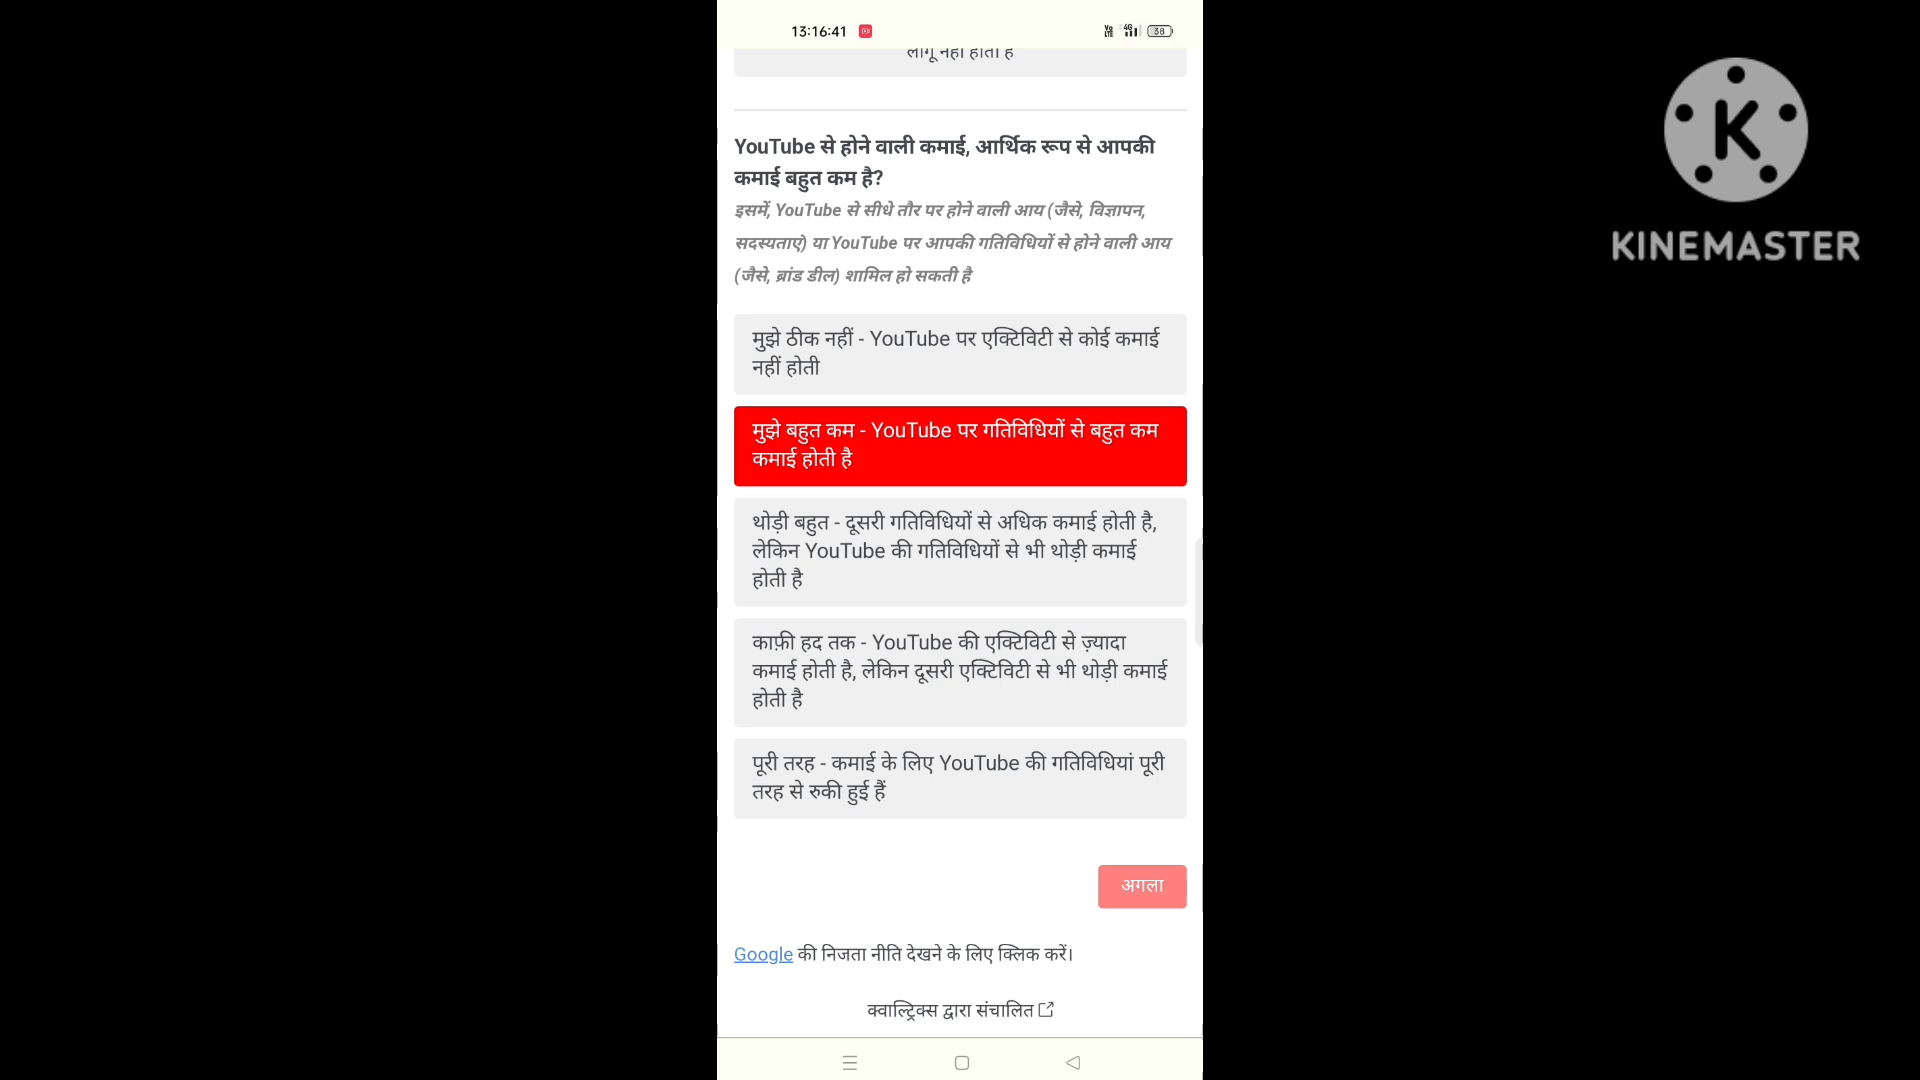 13:16:41
4G
38
लागू नहीं होता है
YouTube से होने वाली कमाई, आर्थिक रूप से आपकी
कमाई बहुत कम है?
इसमें, YouTube से सीधे तौर पर होने वाली आय (जैसे, विज्ञापन,
सदस्यताएं) या YouTube पर आपकी गतिविधियों से होने वाली आय
(जैसे, ब्रांड डील) शामिल हो सकती है
मुझे ठीक नहीं - YouTube पर एक्टिविटी से कोई कमाई
नहीं होती
मुझे बहुत कम - YouTube पर गतिविधियों से बहुत कम
कमाई होती है
थोड़ी बहुत - दूसरी गतिविधियों से अधिक कमाई होती है,
लेकिन YouTube की गतिविधियों से भी थोड़ी कमाई
होती है
काफ़ी हद तक - YouTube की एक्टिविटी से ज़्यादा
कमाई होती है, लेकिन दूसरी एक्टिविटी से भी थोड़ी कमाई
होती है
पूरी तरह - कमाई के लिए YouTube की गतिविधियां पूरी
तरह से रुकी हुई हैं
अगला
Google की निजता नीति देखने के लिए क्लिक करें।
क्वाल्ट्रिक्स द्वारा संचालित
K
KINEMASTER